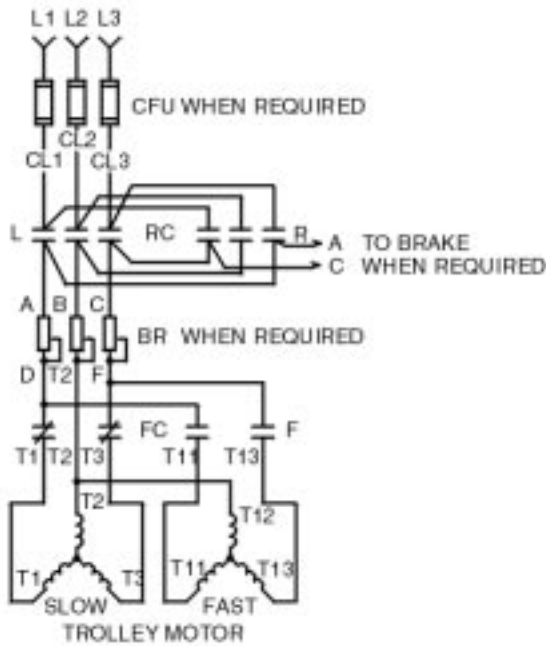 L1 L2 L3
CFU WHEN REQUIRED
CL2
CL1 CL3
L RC R A TO BRAKE
C WHEN REQUIRED
A B C
BR WHEN REQUIRED
D T2 F
FC F
T1 T2 T3 T11 T13
T2 T12
T1 T3 T11 T13
SLOW FAST
TROLLEY MOTOR